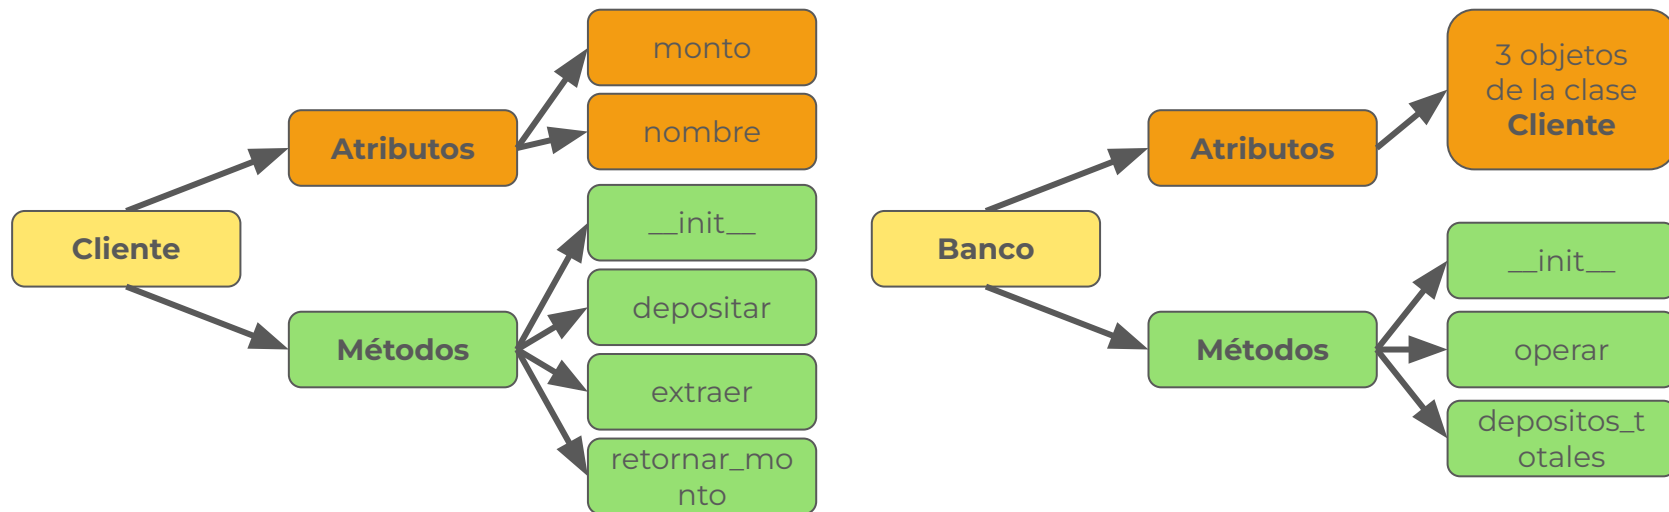 Cliente
Atributos
monto
nombre
Métodos
__init__
depositar
extraer
retornar_mo
nto
Banco
Atributos
3 objetos
de la clase
Cliente
Métodos
__init__
operar
depositos_t
otales